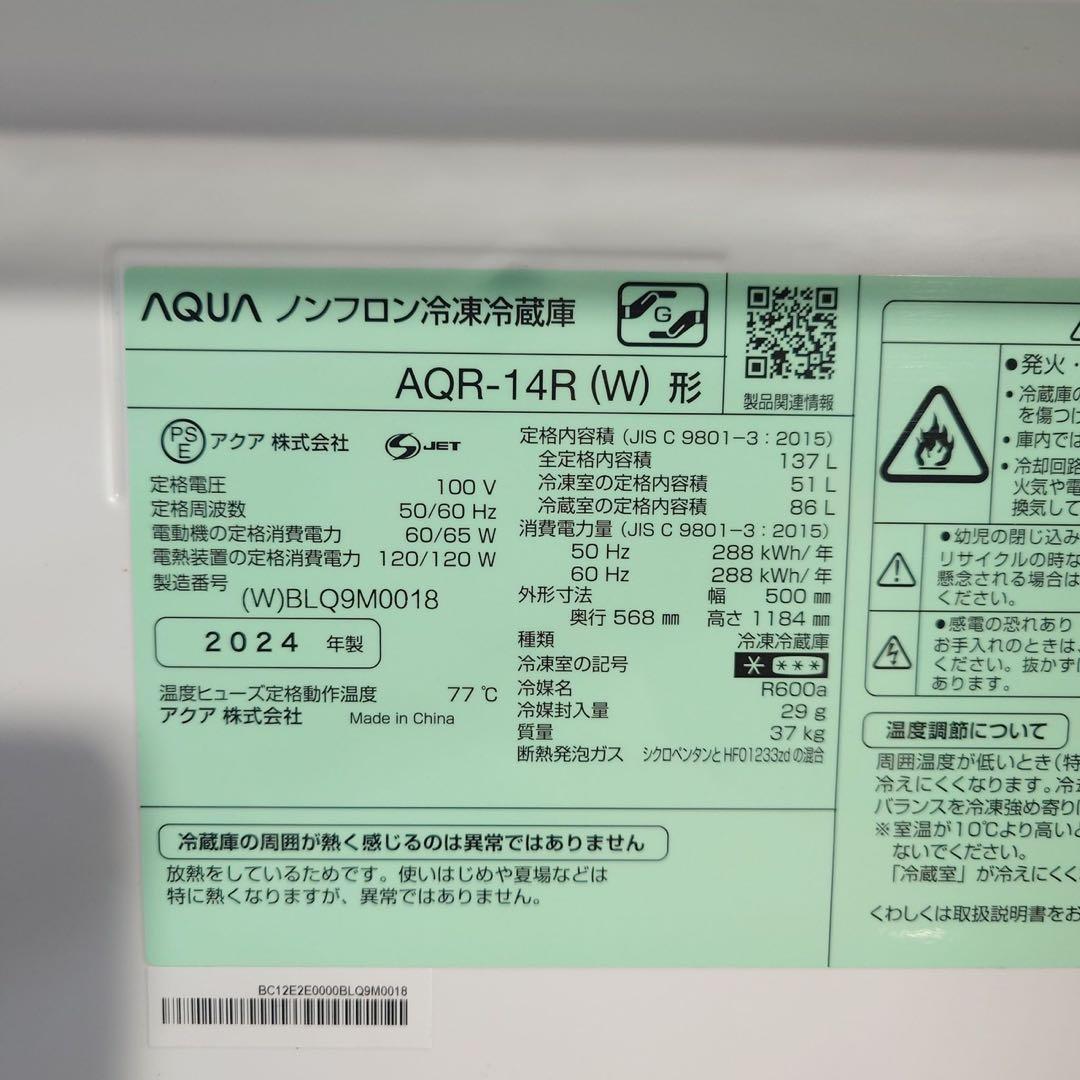 AQUA ノンフロン冷凍冷蔵庫
G
AQR-14R (W) 形
製品関連情報
PS
E
アクア 株式会社
S JET
定格電圧 100 V
定格周波数 50/60 Hz
電動機の定格消費電力 60/65 W
電熱装置の定格消費電力 120/120 W
製造番号
(W)BLQ9M0018
2024 年製
温度ヒューズ定格動作温度 77 ℃
アクア 株式会社 Made in China
定格内容積 (JIS C 9801-3：2015)
全定格内容積 137 L
冷凍室の定格内容積 51 L
冷蔵室の定格内容積 86 L
消費電力量 (JIS C 9801-3：2015)
50 Hz 288 kWh/年
60 Hz 288 kWh/年
外形寸法 幅 500 ㎜
奥行 568 ㎜ 高さ 1184 ㎜
種類 冷凍冷蔵庫
冷凍室の記号 * ***
冷媒名 R600a
冷媒封入量 29 g
質量 37 kg
断熱発泡ガス シクロペンタンとHFO1233zdの混合
冷蔵庫の周囲が熱く感じるのは異常ではありません
放熱をしているためです。使いはじめや夏場などは
特に熱くなりますが、異常ではありません。
●発火・
・冷蔵庫の
を傷つけ
・庫内では
・冷却回路
火気や電
換気して
●幼児の閉じ込み
リサイクルの時な
懸念される場合は
ください。
●感電の恐れあり
お手入れのときは、
ください。抜かず
あります。
温度調節について
周囲温度が低いとき(特
冷えにくくなります。冷
バランスを冷凍強め寄りに
※室温が10℃より高いと
ないでください。
「冷蔵室」が冷えにくく
くわしくは取扱説明書をお
BC12E2E0000BLQ9M0018